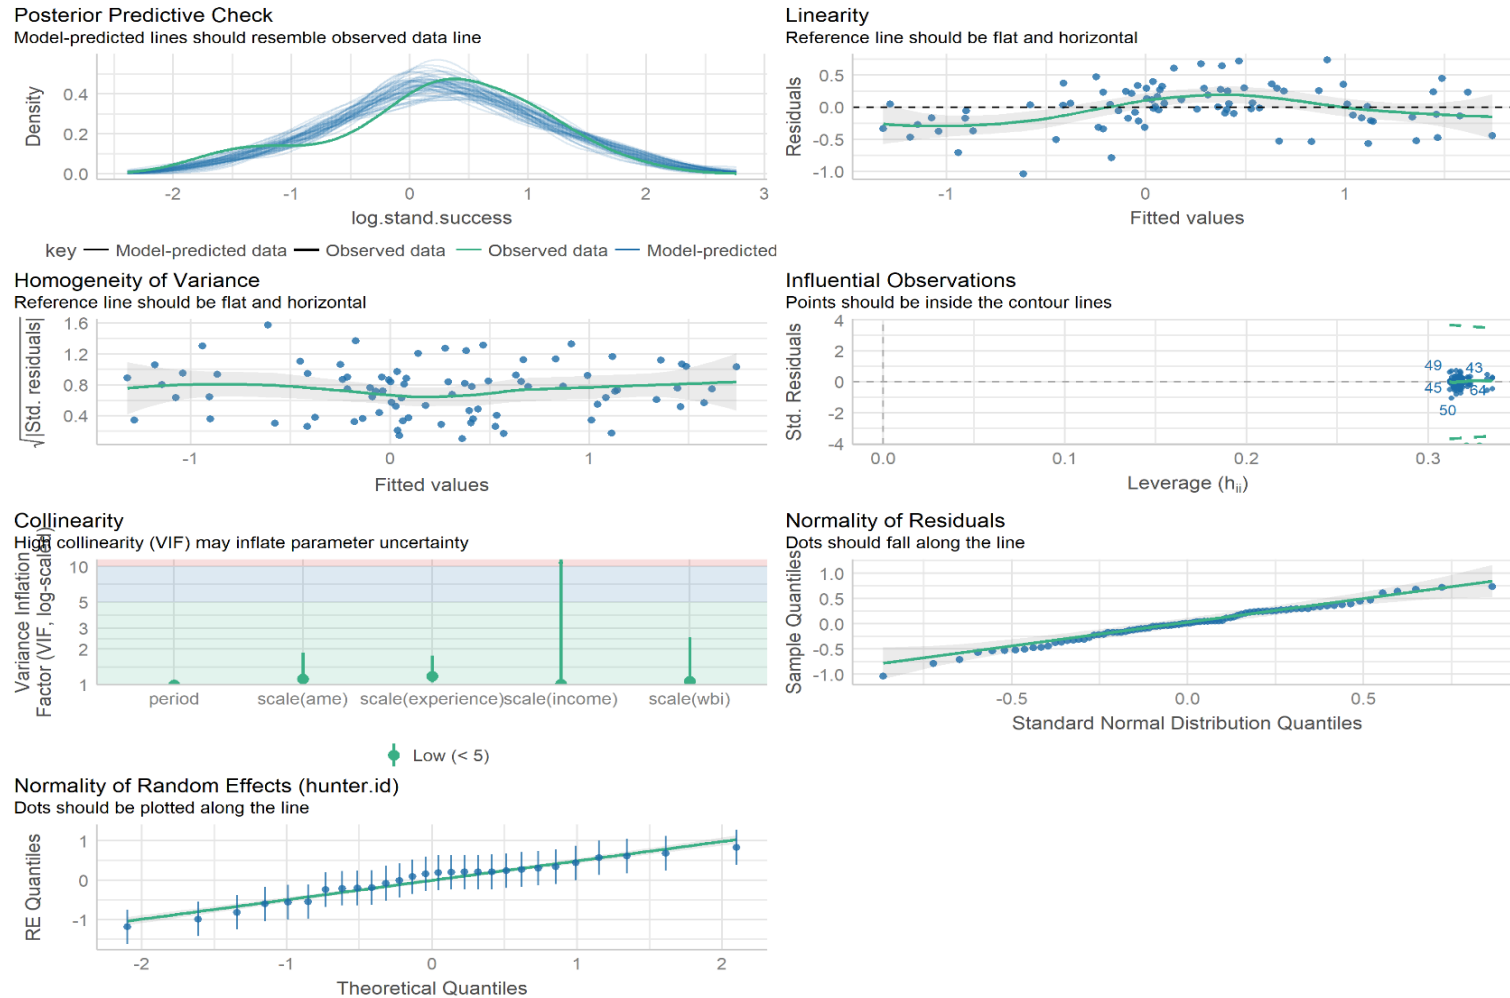 Posterior Predictive Check
Model-predicted lines should resemble observed data line
Density
0.4
0.2
0.0
-2
-1
0
1
2
3
log.stand.success
key
Model-predicted data
Observed data
Observed data
Model-predicted
Linearity
Reference line should be flat and horizontal
Residuals
0.5
0.0
-0.5
-1.0
-1
0
1
Fitted values
Homogeneity of Variance
Reference line should be flat and horizontal
√|Std. residuals|
1.6
1.2
0.8
0.4
-1
0
1
Fitted values
Influential Observations
Points should be inside the contour lines
Std. Residuals
4
2
0
-2
-4
49
43
45
64
50
0.0
0.1
0.2
0.3
Leverage (hii)
Collinearity
High collinearity (VIF) may inflate parameter uncertainty
Variance Inflation
Factor (VIF, log-scaled)
10
5
3
2
1
period
scale(ame)
scale(experience)
scale(income)
scale(wbi)
Low (< 5)
Normality of Residuals
Dots should fall along the line
Sample Quantiles
1.0
0.5
0.0
-0.5
-1.0
-0.5
0.0
0.5
Standard Normal Distribution Quantiles
Normality of Random Effects (hunter.id)
Dots should be plotted along the line
RE Quantiles
1
0
-1
-2
-1
0
1
2
Theoretical Quantiles